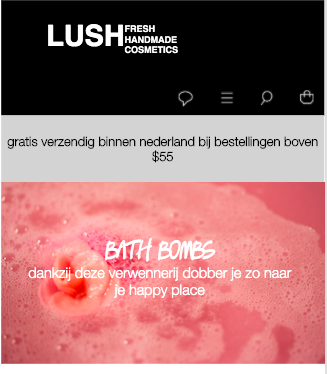 LUSH FRESH
HANDMADE
COSMETICS
gratis verzendig binnen nederland bij bestellingen boven
$55
BATH BOMBS
dankzij deze verwennerij dobber je zo naar
je happy place